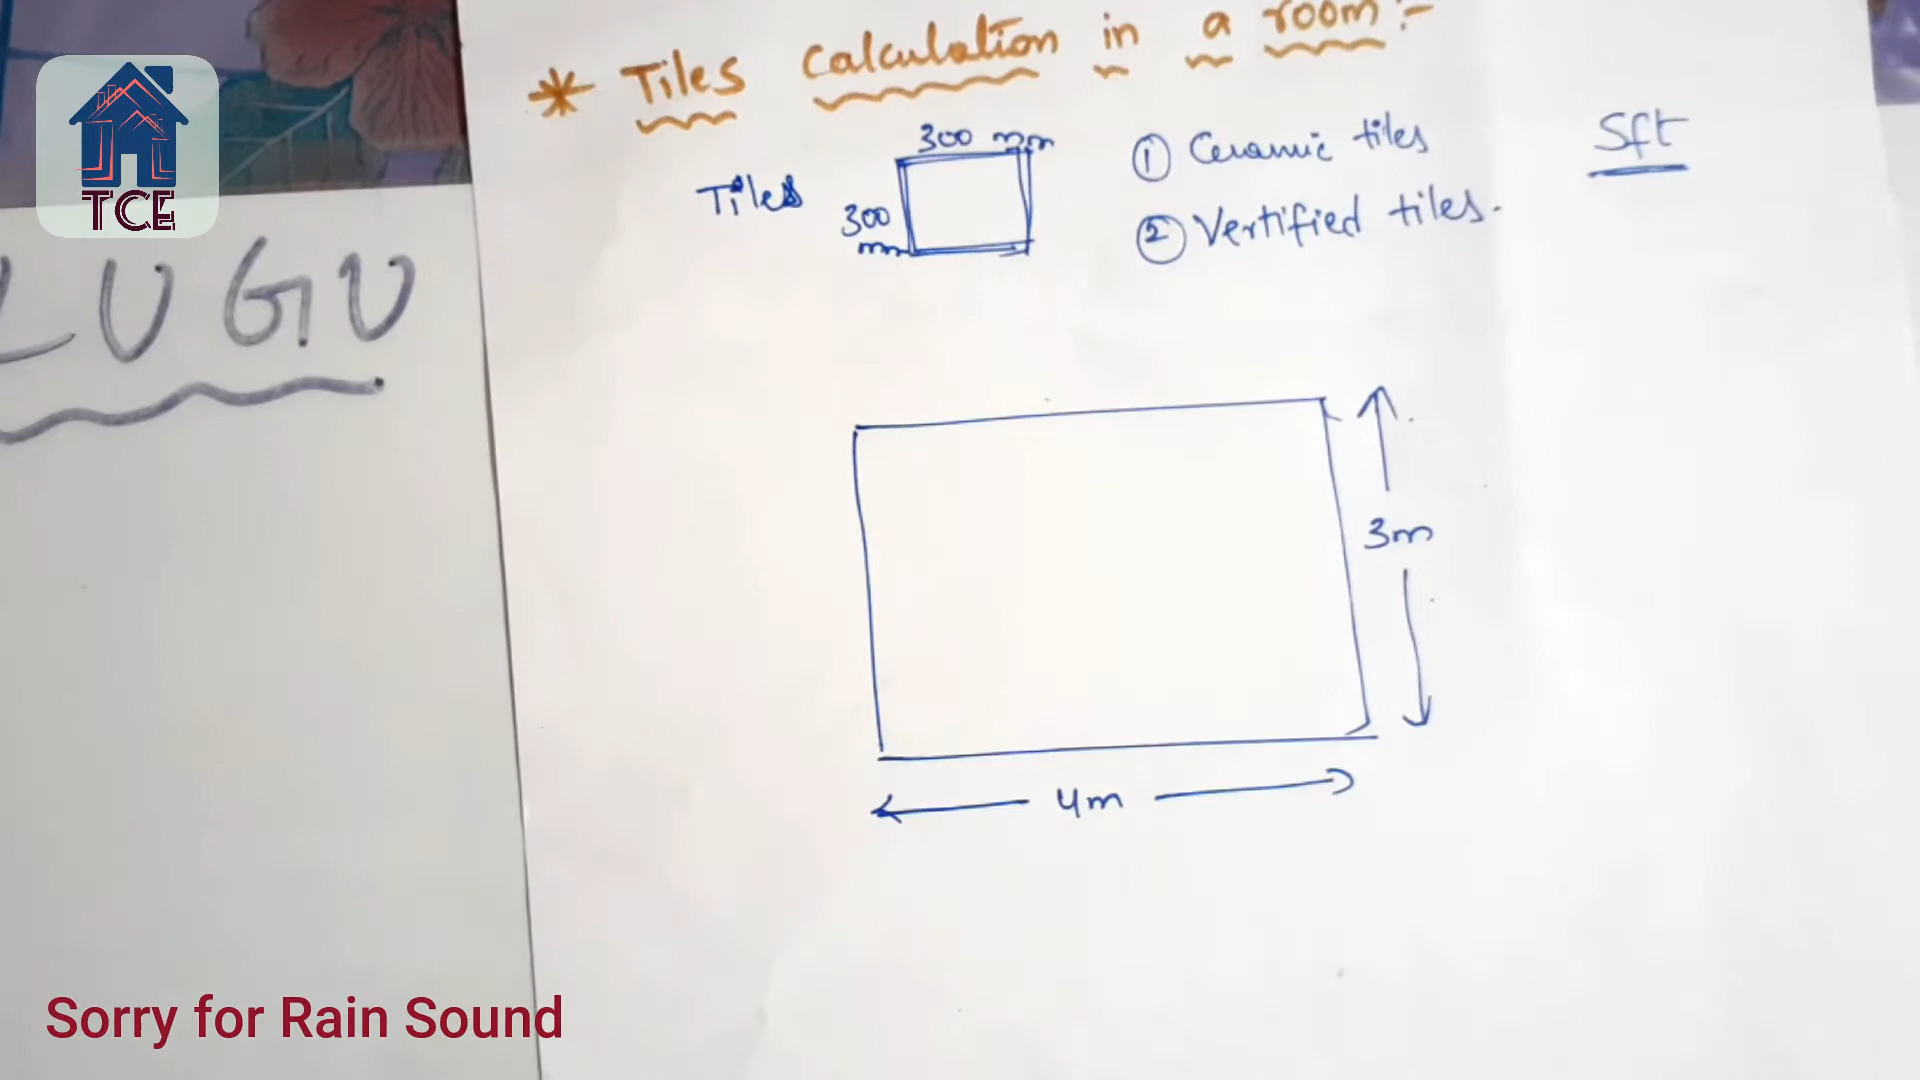 * Tiles Calculation in a room :-
TCE
300 mm
Tiles
300
mm
① Ceramic tiles
② Vertified tiles.
Sft
LUGU
3m
4m
Sorry for Rain Sound